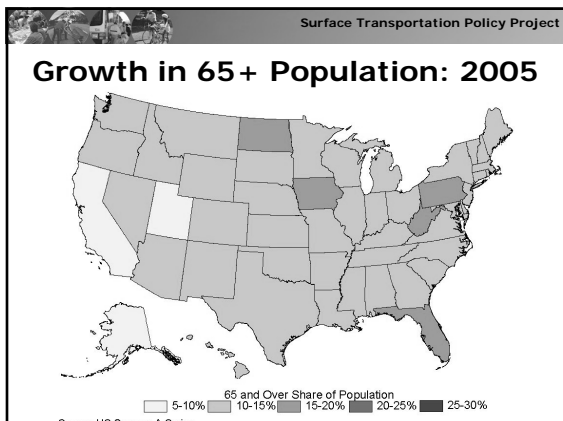 Surface Transportation Policy Project
Growth in 65+ Population: 2005
65 and Over Share of Population
5-10% 10-15% 15-20% 20-25% 25-30%